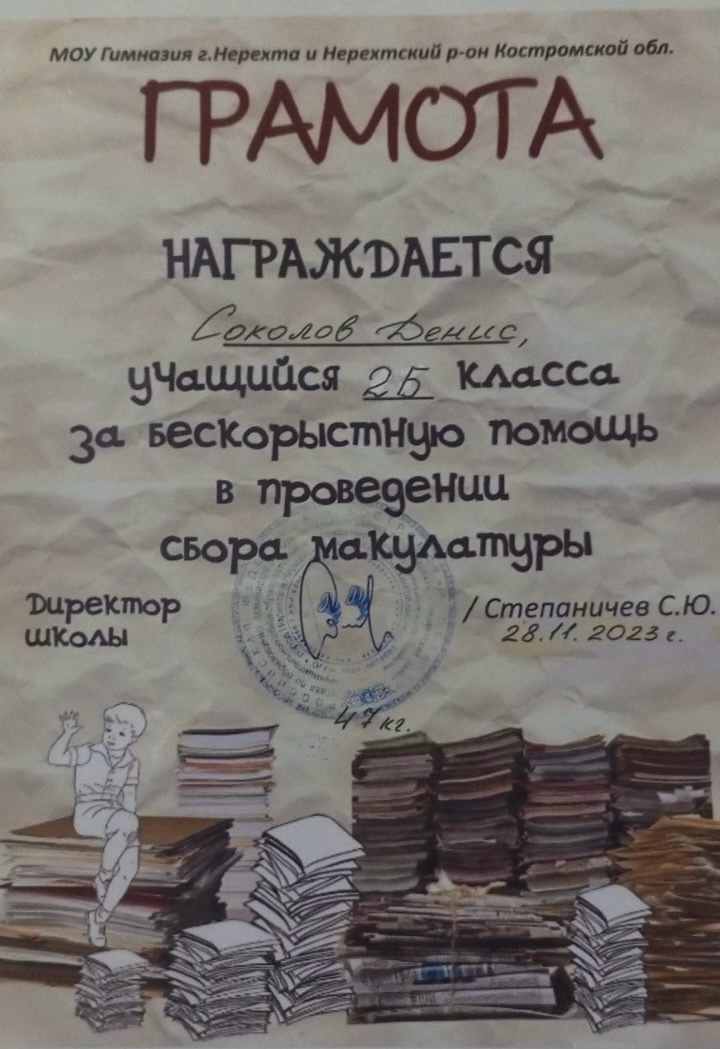 МОУ Гимназия г.Нерехта и Нерехтский р-он Костромской обл.
ГРАМОТА
НАГРАЖДАЕТСЯ
Соколов Денис,
учащийся 2Б класса
за бескорыстную помощь
в проведении
сбора макулатуры
Директор
школы
/ Степаничев С.Ю.
28.11. 2023 г.
47 кг.